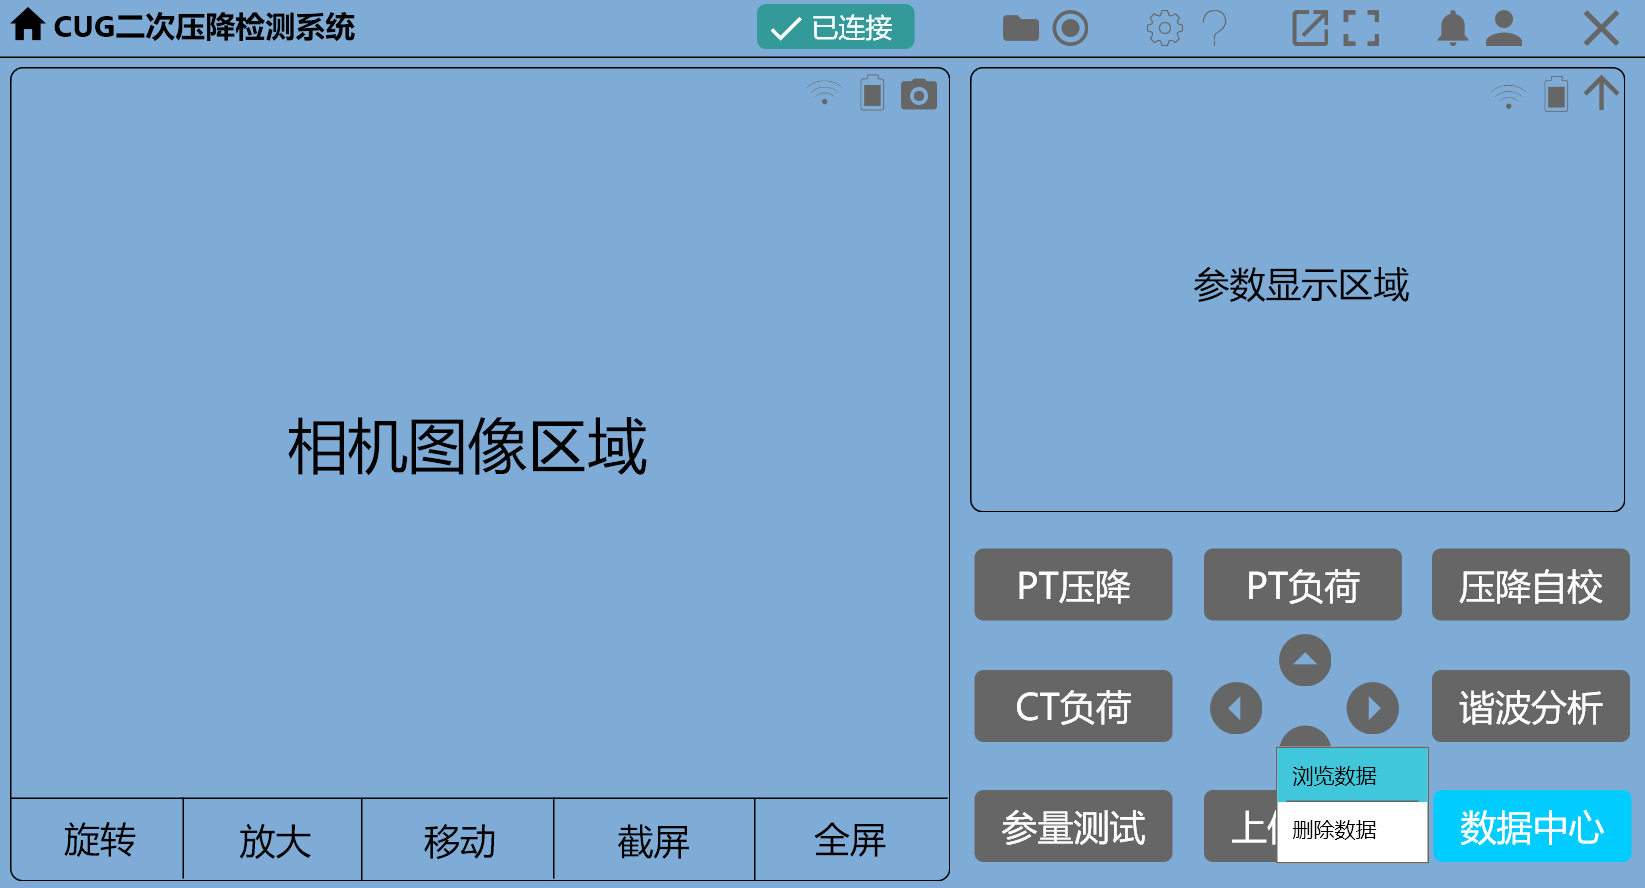 CUG二次压降检测系统
已连接
相机图像区域
参数显示区域
PT压降
PT负荷
压降自校
CT负荷
谐波分析
浏览数据
参量测试
上
删除数据
数据中心
旋转
放大
移动
截屏
全屏